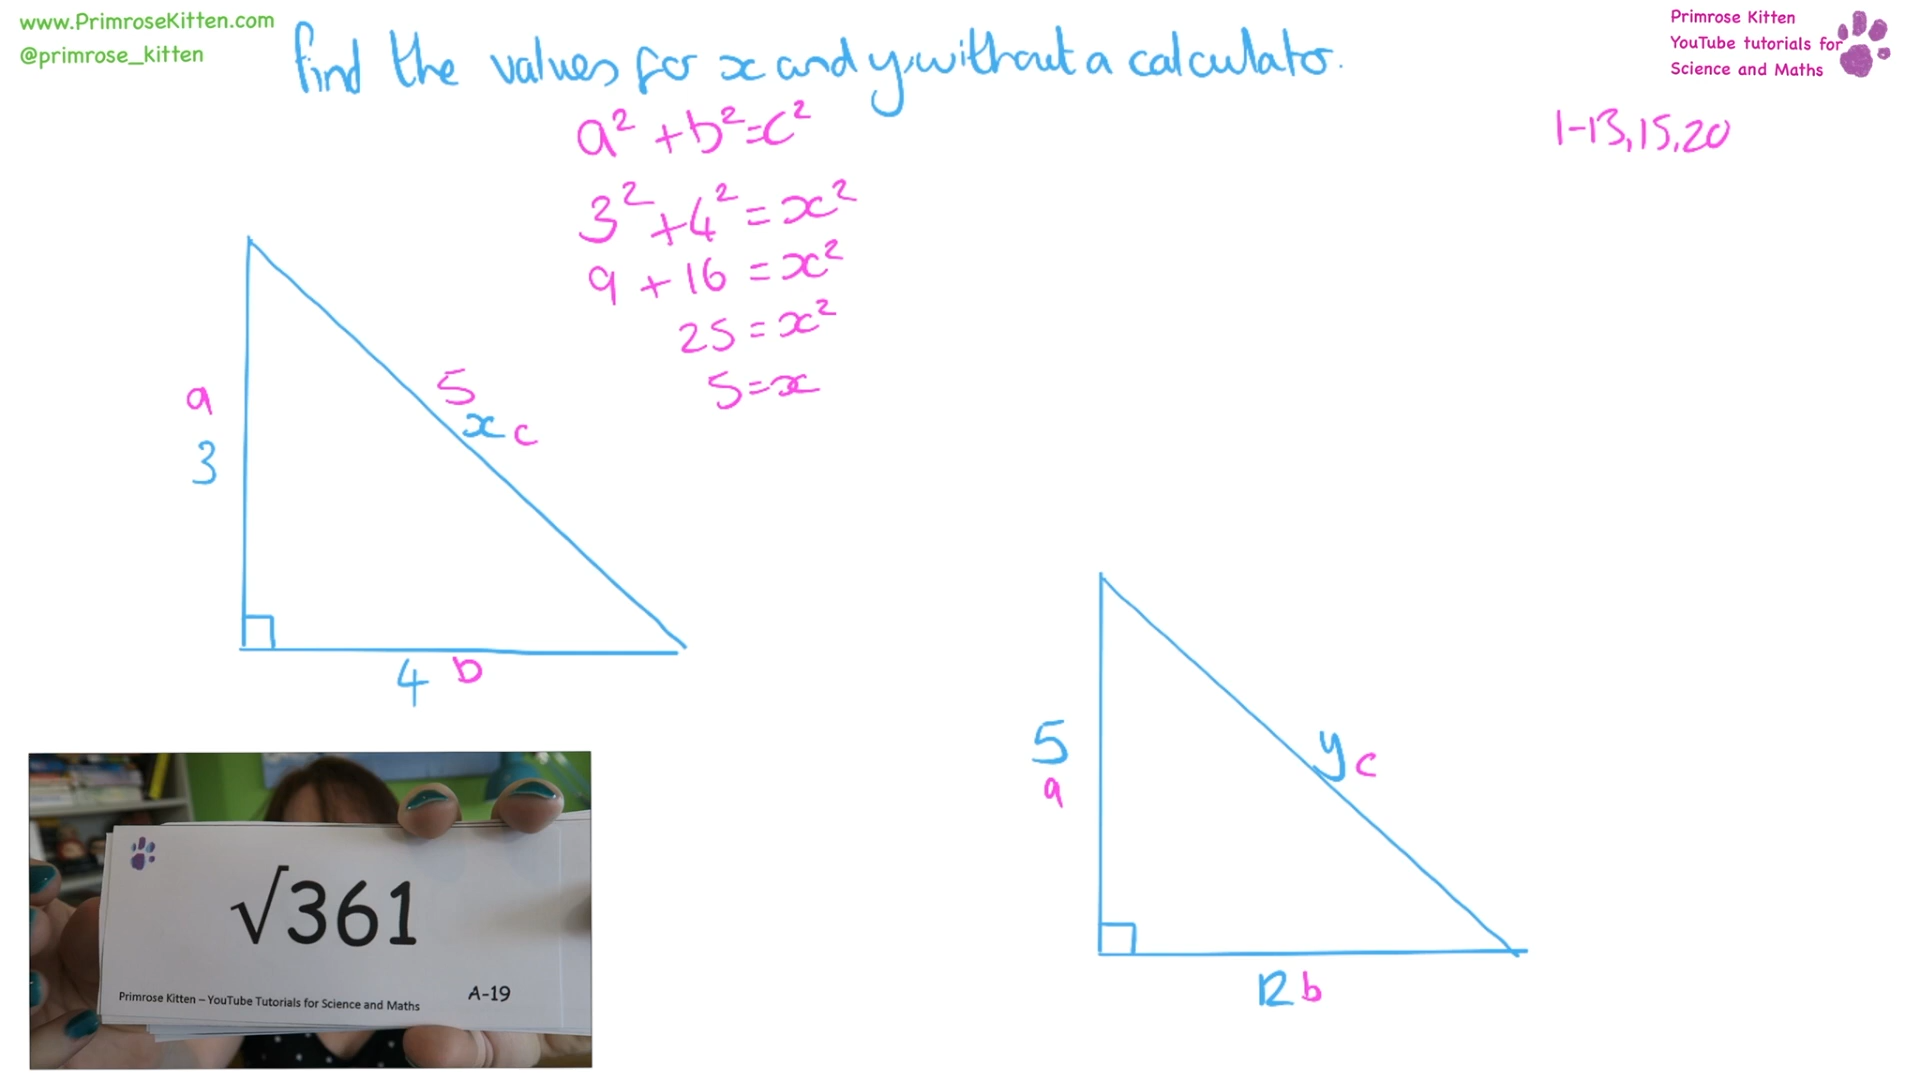 www.PrimroseKitten.com
@primrose_kitten
find the values for x and y, without a calculator.
Primrose Kitten
YouTube tutorials for
Science and Maths
1-13, 15, 20
a² + b² = c²
3² + 4² = x²
9 + 16 = x²
25 = x²
5 = x
a
3
5
x c
4 b
5
a
y c
12 b
√361
Primrose Kitten – YouTube Tutorials for Science and Maths
A-19